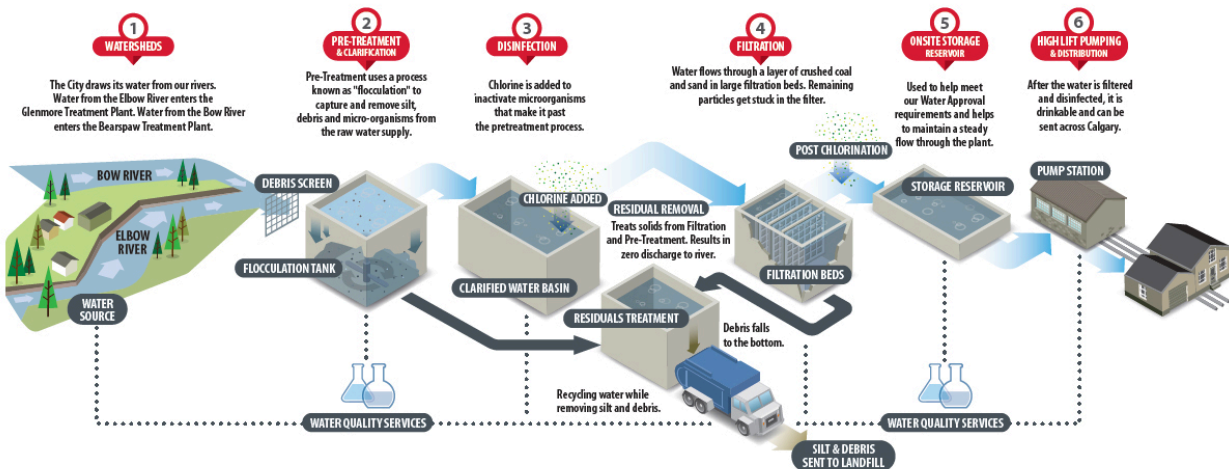 1
WATERSHEDS
The City draws its water from our rivers.
Water from the Elbow River enters the
Glenmore Treatment Plant. Water from the Bow River
enters the Bearspaw Treatment Plant.
2
PRE-TREATMENT
& CLARIFICATION
Pre-Treatment uses a process
known as "flocculation" to
capture and remove silt,
debris and micro-organisms from
the raw water supply.
3
DISINFECTION
Chlorine is added to
inactivate microorganisms
that make it past
the pretreatment process.
4
FILTRATION
Water flows through a layer of crushed coal
and sand in large filtration beds. Remaining
particles get stuck in the filter.
5
ONSITE STORAGE
RESERVOIR
Used to help meet
our Water Approval
requirements and helps
to maintain a steady
flow through the plant.
6
HIGH LIFT PUMPING
& DISTRIBUTION
After the water is filtered
and disinfected, it is
drinkable and can be
sent across Calgary.
BOW RIVER
ELBOW
RIVER
WATER
SOURCE
DEBRIS SCREEN
FLOCCULATION TANK
CHLORINE ADDED
CLARIFIED WATER BASIN
RESIDUAL REMOVAL
Treats solids from Filtration
and Pre-Treatment. Results in
zero discharge to river.
RESIDUALS TREATMENT
Debris falls
to the bottom.
Recycling water while
removing silt and debris.
POST CHLORINATION
FILTRATION BEDS
STORAGE RESERVOIR
PUMP STATION
WATER QUALITY SERVICES
WATER QUALITY SERVICES
SILT & DEBRIS
SENT TO LANDFILL